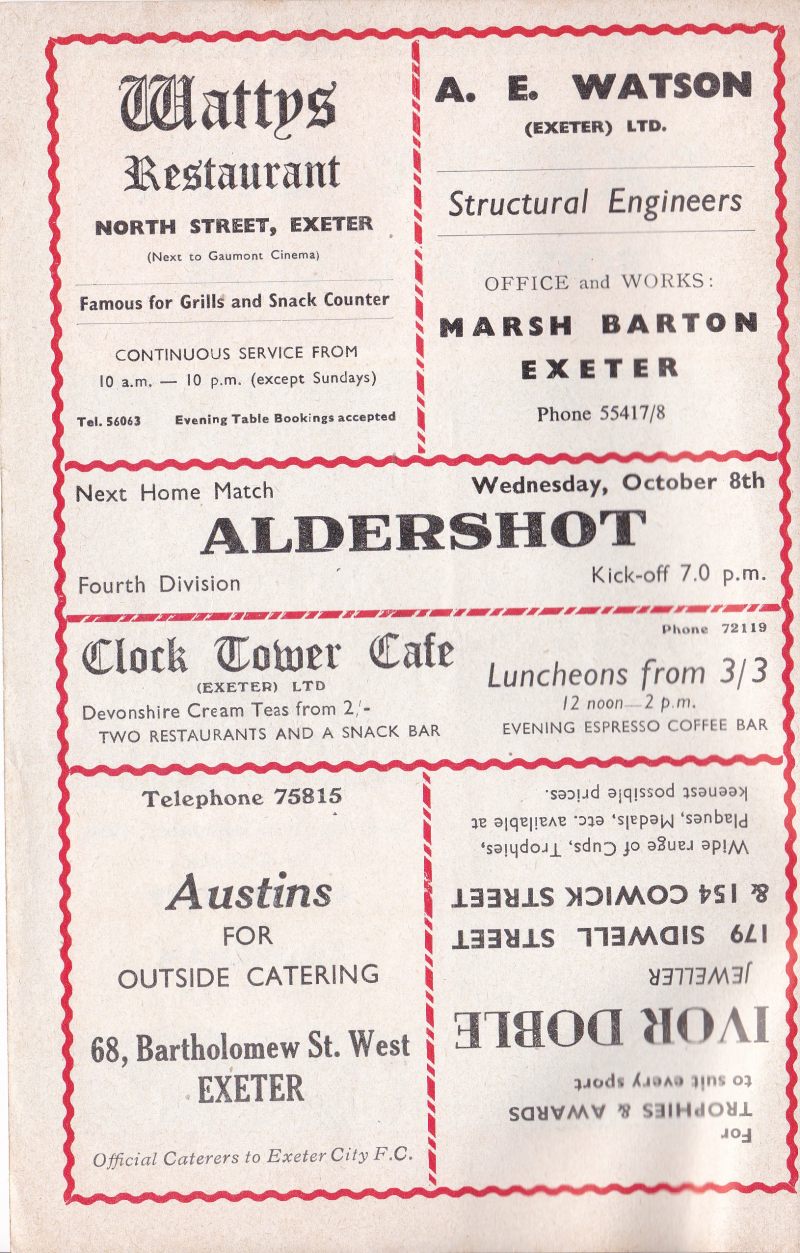 Wattys
Restaurant
NORTH STREET, EXETER
(Next to Gaumont Cinema)
Famous for Grills and Snack Counter
CONTINUOUS SERVICE FROM
10 a.m. — 10 p.m. (except Sundays)
Tel. 56063 Evening Table Bookings accepted
A. E. WATSON
(EXETER) LTD.
Structural Engineers
OFFICE and WORKS:
MARSH BARTON
EXETER
Phone 55417/8
Next Home Match Wednesday, October 8th
ALDERSHOT
Fourth Division Kick-off 7.0 p.m.
Clock Tower Cafe
(EXETER) LTD
Devonshire Cream Teas from 2/-
TWO RESTAURANTS AND A SNACK BAR
Phone 72119
Luncheons from 3/3
12 noon—2 p.m.
EVENING ESPRESSO COFFEE BAR
Telephone 75815
Austins
FOR
OUTSIDE CATERING
68, Bartholomew St. West
EXETER
Official Caterers to Exeter City F.C.
For
TROPHIES & AWARDS
to suit every sport
IVOR DOBLE
JEWELLER
179 SIDWELL STREET
& 154 COWICK STREET
Wide range of Cups, Trophies,
Plaques, Medals, etc. available at
keenest possible prices.